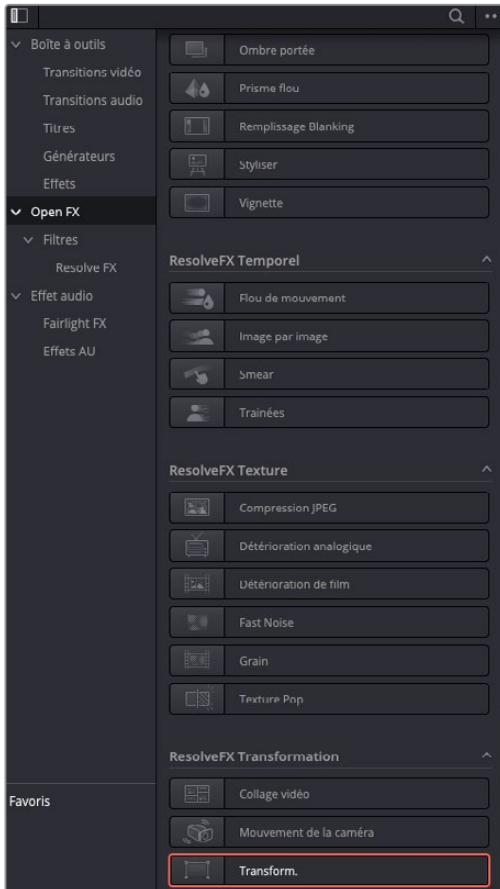 Boîte à outils
Transitions vidéo
Transitions audio
Titres
Générateurs
Effets
Open FX
Filtres
Resolve FX
Effet audio
Fairlight FX
Effets AU
Favoris
Ombre portée
Prisme flou
Remplissage Blanking
Styliser
Vignette
ResolveFX Temporel
Flou de mouvement
Image par image
Smear
Trainées
ResolveFX Texture
Compression JPEG
Détérioration analogique
Détérioration de film
Fast Noise
Grain
Texture Pop
ResolveFX Transformation
Collage vidéo
Mouvement de la caméra
Transform.